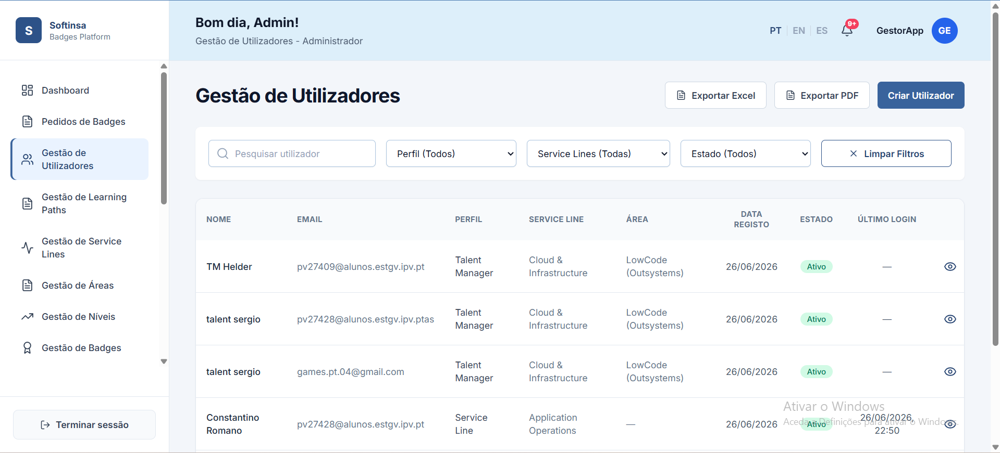 S
Softinsa
Badges Platform
Bom dia, Admin!
Gestão de Utilizadores - Administrador
PT
EN
ES
9+
GestorApp
GE
Dashboard
Pedidos de Badges
Gestão de
Utilizadores
Gestão de Learning
Paths
Gestão de Service
Lines
Gestão de Áreas
Gestão de Níveis
Gestão de Badges
Terminar sessão
Gestão de Utilizadores
Exportar Excel
Exportar PDF
Criar Utilizador
Pesquisar utilizador
Perfil (Todos)
Service Lines (Todas)
Estado (Todos)
Limpar Filtros
NOME
EMAIL
PERFIL
SERVICE LINE
ÁREA
DATA
REGISTO
ESTADO
ÚLTIMO LOGIN
TM Helder
pv27409@alunos.estgv.ipv.pt
Talent
Manager
Cloud &
Infrastructure
LowCode
(Outsystems)
26/06/2026
Ativo
—
talent sergio
pv27428@alunos.estgv.ipv.ptas
Talent
Manager
Cloud &
Infrastructure
LowCode
(Outsystems)
26/06/2026
Ativo
—
talent sergio
games.pt.04@gmail.com
Talent
Manager
Cloud &
Infrastructure
LowCode
(Outsystems)
26/06/2026
Ativo
—
Constantino
Romano
pv27428@alunos.estgv.ipv.pt
Service
Line
Application
Operations
—
26/06/2026
Ativo
26/06/2026,
22:50
Ativar o Windows
Aceda a Definições para ativar o Windows.